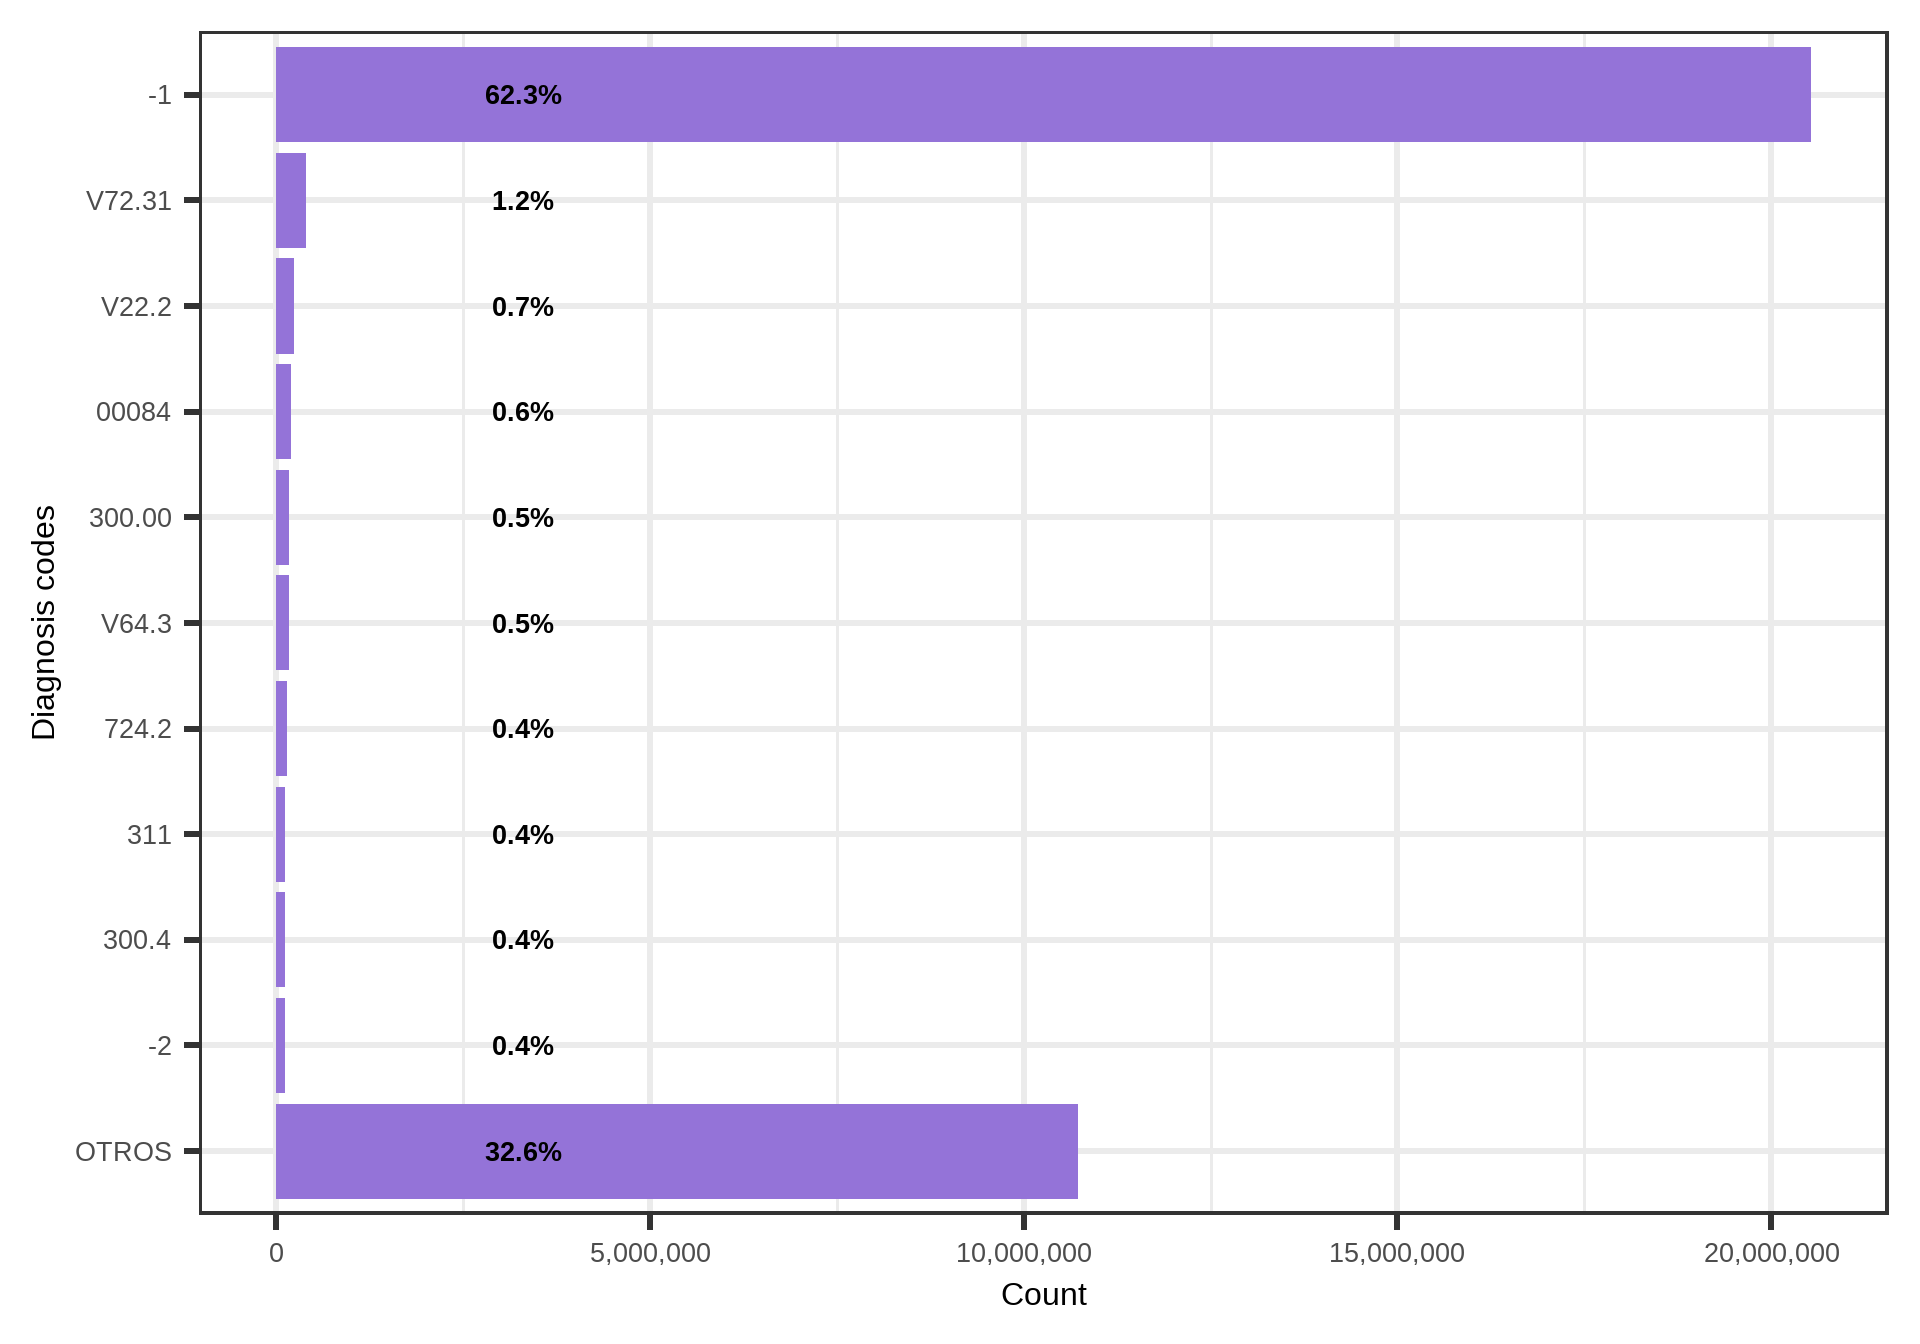 -1 62.3%
V72.31 1.2%
V22.2 0.7%
00084 0.6%
300.00 0.5%
V64.3 0.5%
724.2 0.4%
311 0.4%
300.4 0.4%
-2 0.4%
OTROS 32.6%
Diagnosis codes
0 5,000,000 10,000,000 15,000,000 20,000,000
Count